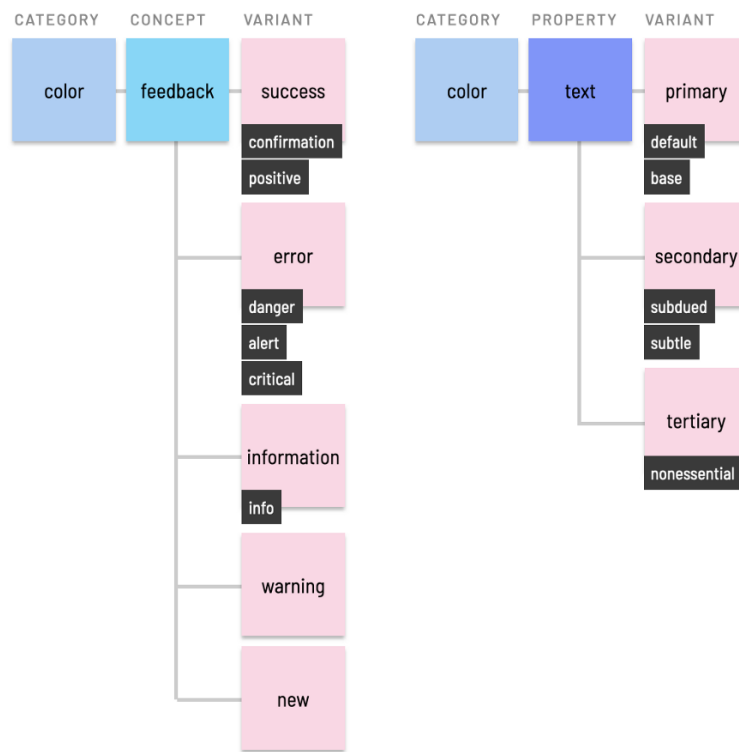 CATEGORY CONCEPT VARIANT
color feedback success
confirmation
positive
error
danger
alert
critical
information
info
warning
new
CATEGORY PROPERTY VARIANT
color text primary
default
base
secondary
subdued
subtle
tertiary
nonessential